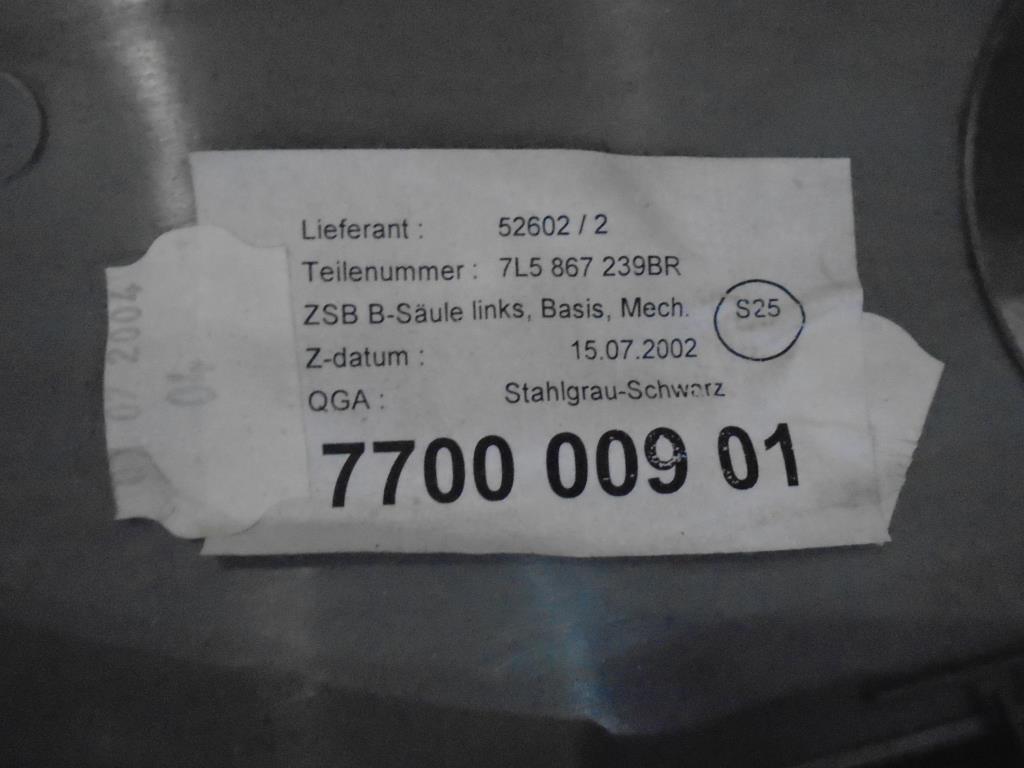 Lieferant : 52602 / 2
Teilenummer : 7L5 867 239BR
ZSB B-Säule links, Basis, Mech. S25
Z-datum : 15.07.2002
QGA : Stahlgrau-Schwarz
7700 009 01
07 2004
04